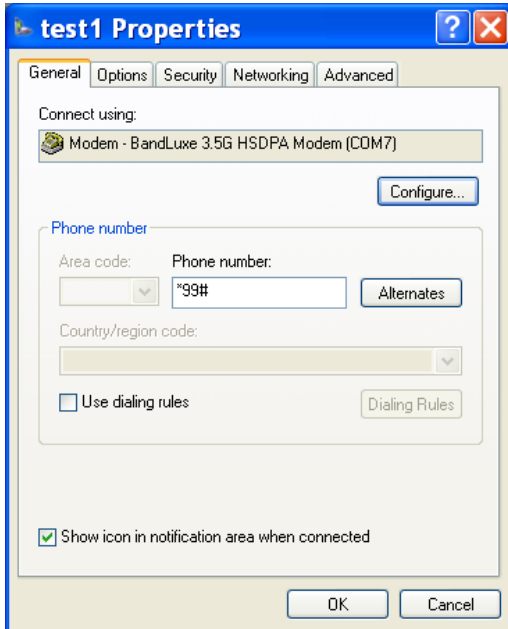 test1 Properties
General Options Security Networking Advanced
Connect using:
Modem - BandLuxe 3.5G HSDPA Modem (COM7)
Configure...
Phone number
Area code: Phone number:
*99#
Alternates
Country/region code:
Use dialing rules
Dialing Rules
Show icon in notification area when connected
OK Cancel